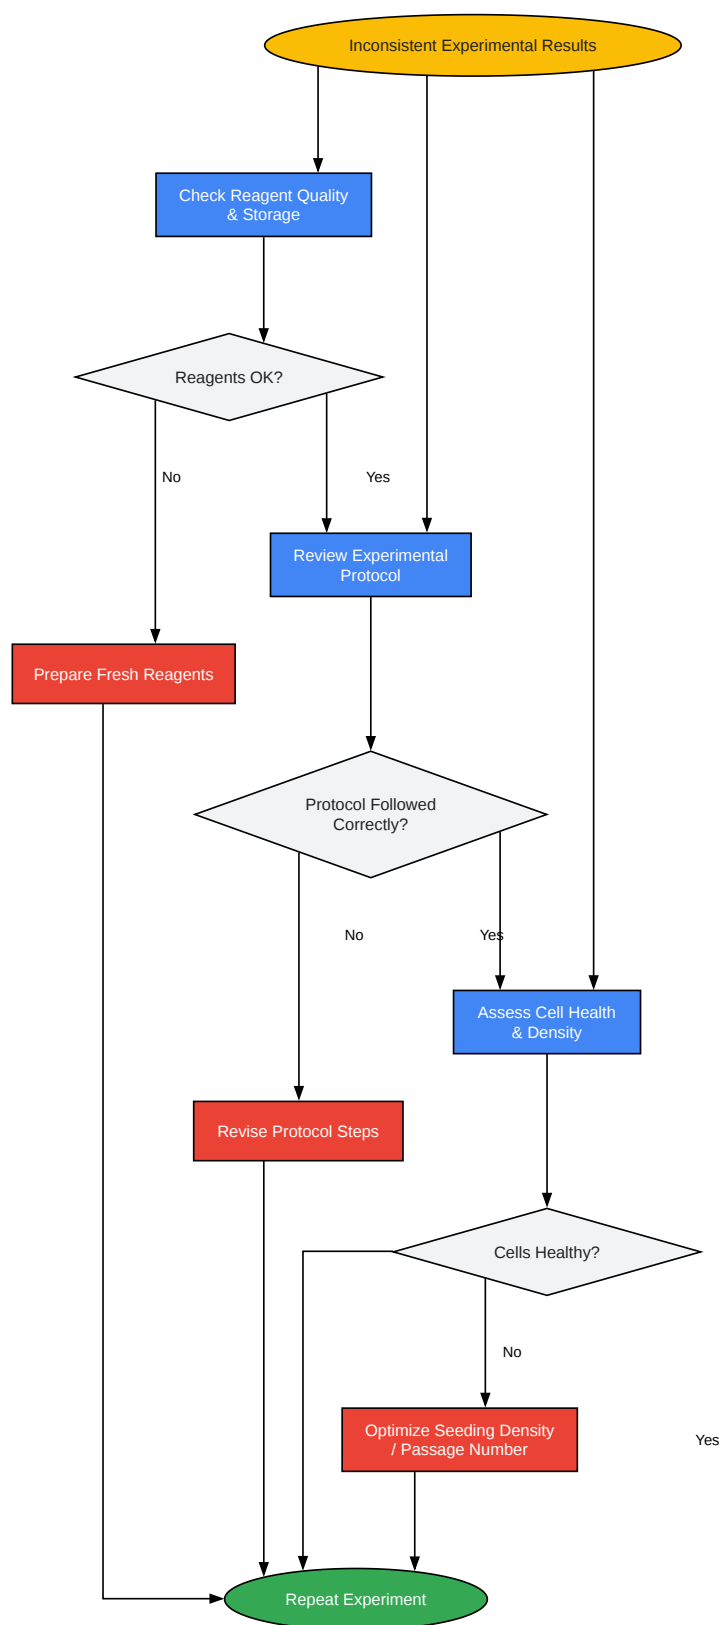 Inconsistent Experimental Results
Check Reagent Quality
& Storage
Reagents OK?
No
Yes
Review Experimental
Protocol
Prepare Fresh Reagents
Protocol Followed
Correctly?
No
Yes
Assess Cell Health
& Density
Revise Protocol Steps
Cells Healthy?
No
Optimize Seeding Density
/ Passage Number
Yes
Repeat Experiment